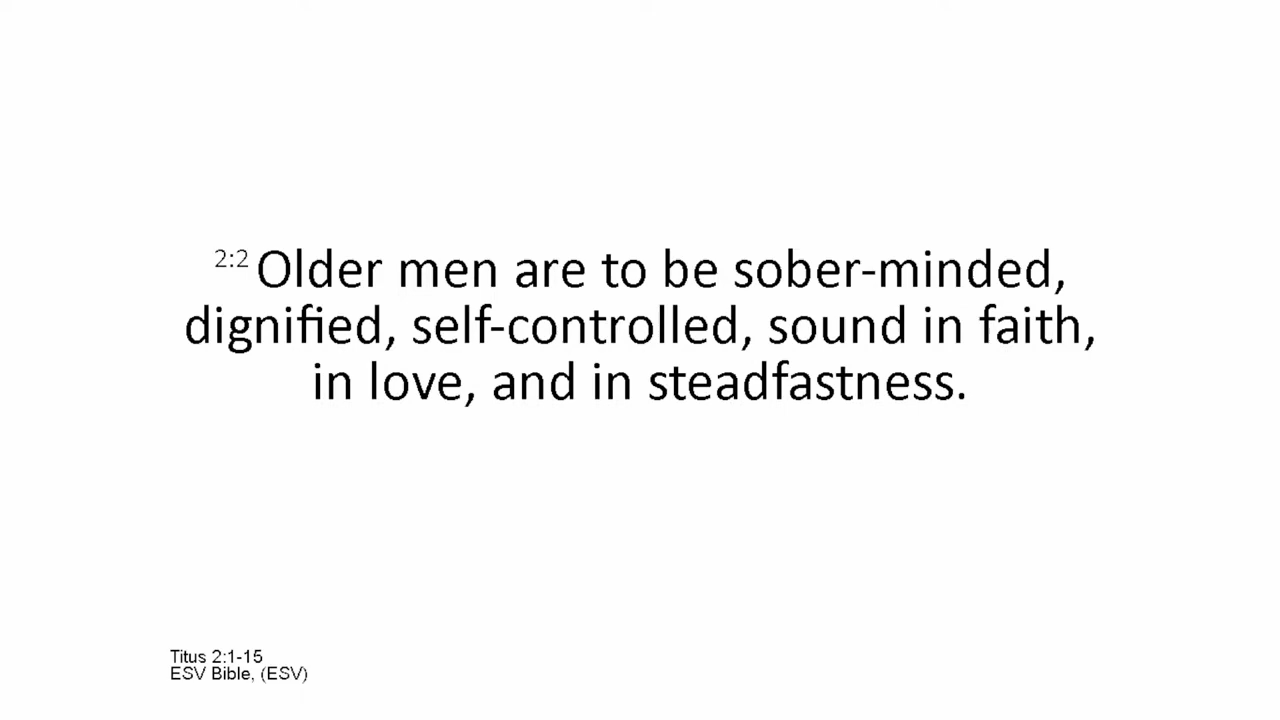 2:2 Older men are to be sober-minded,
dignified, self-controlled, sound in faith,
in love, and in steadfastness.
Titus 2:1-15
ESV Bible, (ESV)